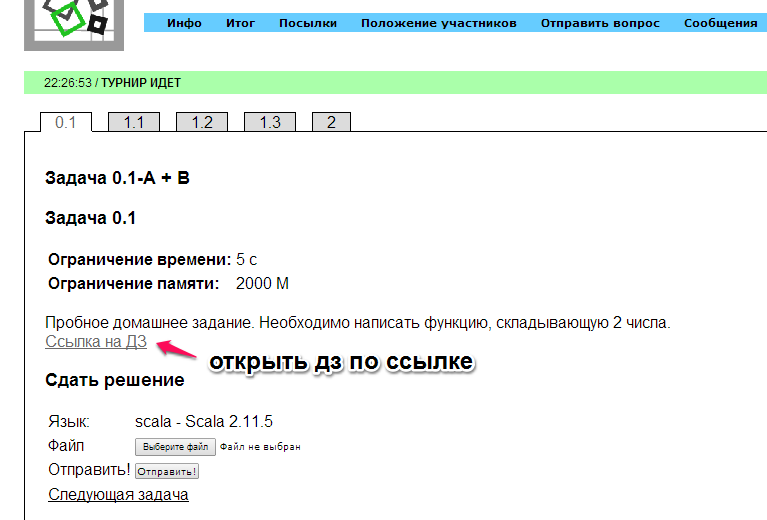 Инфо Итог Посылки Положение участников Отправить вопрос Сообщения
22:26:53 / ТУРНИР ИДЕТ
0.1 1.1 1.2 1.3 2
Задача 0.1-A + B
Задача 0.1
Ограничение времени: 5 с
Ограничение памяти: 2000 M
Пробное домашнее задание. Необходимо написать функцию, складывающую 2 числа.
Ссылка на ДЗ
открыть дз по ссылке
Сдать решение
Язык: scala - Scala 2.11.5
Файл Выберите файл Файл не выбран
Отправить! Отправить!
Следующая задача